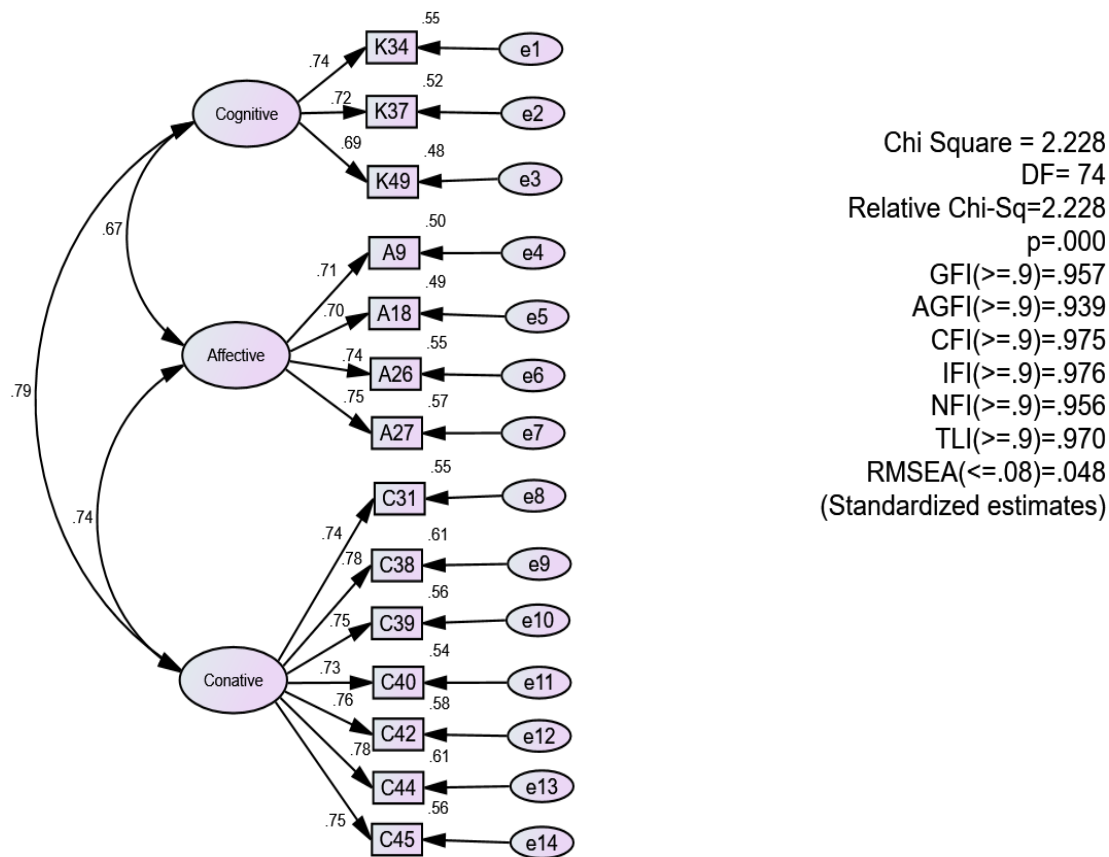 .55
.74
K34
e1
.52
Cognitive
.72
K37
e2
.69
.48
K49
e3
.67
.50
A9
e4
.71
.49
.70
A18
e5
Affective
.55
.74
A26
e6
.79
.75
.57
A27
e7
.55
C31
e8
.74
.74
.61
.78
C38
e9
.56
.75
C39
e10
.54
Conative
.73
C40
e11
.76
.58
C42
e12
.78
.61
C44
e13
.56
.75
C45
e14
Chi Square = 2.228
DF= 74
Relative Chi-Sq=2.228
p=.000
GFI(>=.9)=.957
AGFI(>=.9)=.939
CFI(>=.9)=.975
IFI(>=.9)=.976
NFI(>=.9)=.956
TLI(>=.9)=.970
RMSEA(<=.08)=.048
(Standardized estimates)